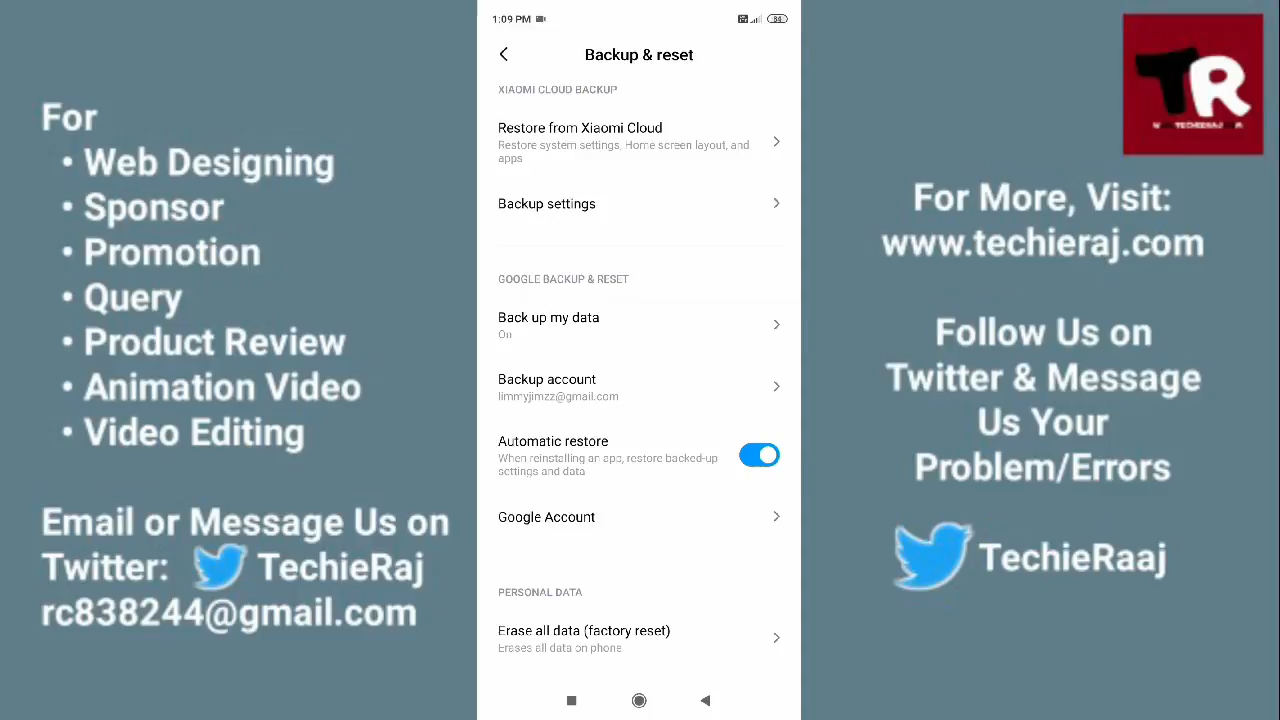 For
• Web Designing
• Sponsor
• Promotion
• Query
• Product Review
• Animation Video
• Video Editing
Email or Message Us on
Twitter: TechieRaj
rc838244@gmail.com
1:09 PM
84
Backup & reset
XIAOMI CLOUD BACKUP
Restore from Xiaomi Cloud
Restore system settings, Home screen layout, and
apps
Backup settings
GOOGLE BACKUP & RESET
Back up my data
On
Backup account
limmyjimzz@gmail.com
Automatic restore
When reinstalling an app, restore backed-up
settings and data
Google Account
PERSONAL DATA
Erase all data (factory reset)
Erases all data on phone
TR
For More, Visit:
www.techieraj.com
Follow Us on
Twitter & Message
Us Your
Problem/Errors
TechieRaaj